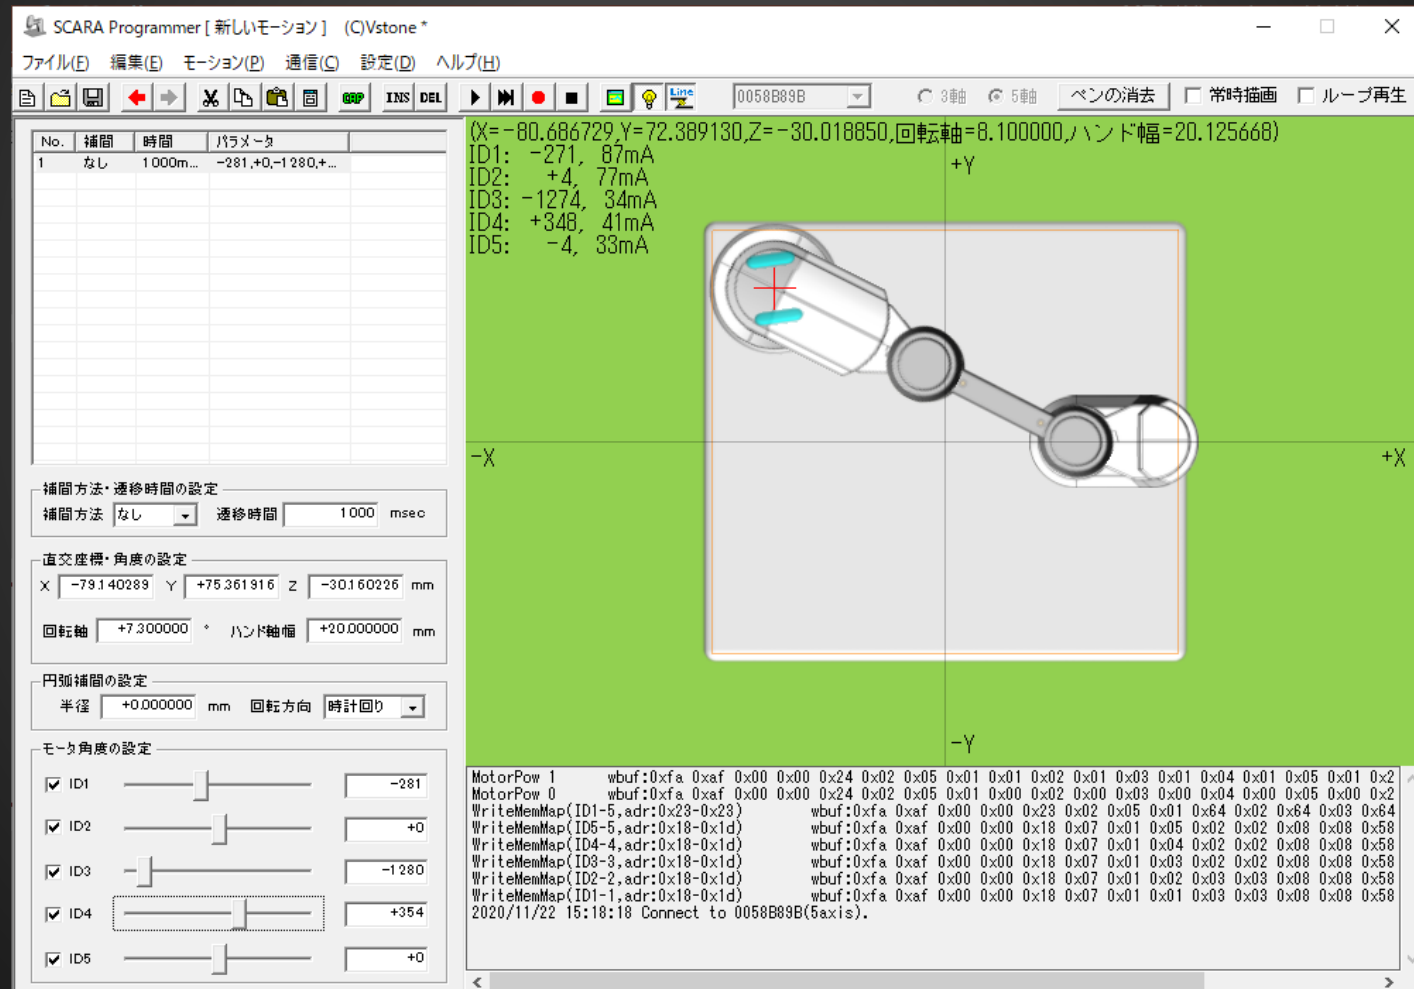 SCARA Programmer [ 新しいモーション ]　(C)Vstone *
ファイル(F)　編集(E)　モーション(P)　通信(C)　設定(D)　ヘルプ(H)
CAP INS DEL Line 0058B89B 3軸 5軸 ペンの消去 常時描画 ループ再生
No. 補間 時間 パラメータ
1 なし 1000m... -281,+0,-1280,+...
補間方法・遷移時間の設定
補間方法 なし 遷移時間 1000 msec
直交座標・角度の設定
X -79.140289 Y +75.361916 Z -30.160226 mm
回転軸 +7.300000 ° ハンド軸幅 +20.000000 mm
円弧補間の設定
半径 +0.000000 mm 回転方向 時計回り
モータ角度の設定
ID1 -281
ID2 +0
ID3 -1280
ID4 +354
ID5 +0
(X=-80.686729,Y=72.389130,Z=-30.018850,回転軸=8.100000,ハンド幅=20.125668)
ID1: -271, 87mA
ID2: +4, 77mA
ID3: -1274, 34mA
ID4: +348, 41mA
ID5: -4, 33mA
+Y
-X
+X
-Y
MotorPow 1 wbuf:0xfa 0xaf 0x00 0x00 0x24 0x02 0x05 0x01 0x01 0x02 0x01 0x03 0x01 0x04 0x01 0x05 0x01 0x2
MotorPow 0 wbuf:0xfa 0xaf 0x00 0x00 0x24 0x02 0x05 0x01 0x00 0x02 0x00 0x03 0x00 0x04 0x00 0x05 0x00 0x2
WriteMemMap(ID1-5,adr:0x23-0x23) wbuf:0xfa 0xaf 0x00 0x00 0x23 0x02 0x05 0x01 0x64 0x02 0x64 0x03 0x64
WriteMemMap(ID5-5,adr:0x18-0x1d) wbuf:0xfa 0xaf 0x00 0x00 0x18 0x07 0x01 0x05 0x02 0x02 0x08 0x08 0x58
WriteMemMap(ID4-4,adr:0x18-0x1d) wbuf:0xfa 0xaf 0x00 0x00 0x18 0x07 0x01 0x04 0x02 0x02 0x08 0x08 0x58
WriteMemMap(ID3-3,adr:0x18-0x1d) wbuf:0xfa 0xaf 0x00 0x00 0x18 0x07 0x01 0x03 0x02 0x02 0x08 0x08 0x58
WriteMemMap(ID2-2,adr:0x18-0x1d) wbuf:0xfa 0xaf 0x00 0x00 0x18 0x07 0x01 0x02 0x03 0x03 0x08 0x08 0x58
WriteMemMap(ID1-1,adr:0x18-0x1d) wbuf:0xfa 0xaf 0x00 0x00 0x18 0x07 0x01 0x01 0x03 0x03 0x08 0x08 0x58
2020/11/22 15:18:18 Connect to 0058B89B(5axis).